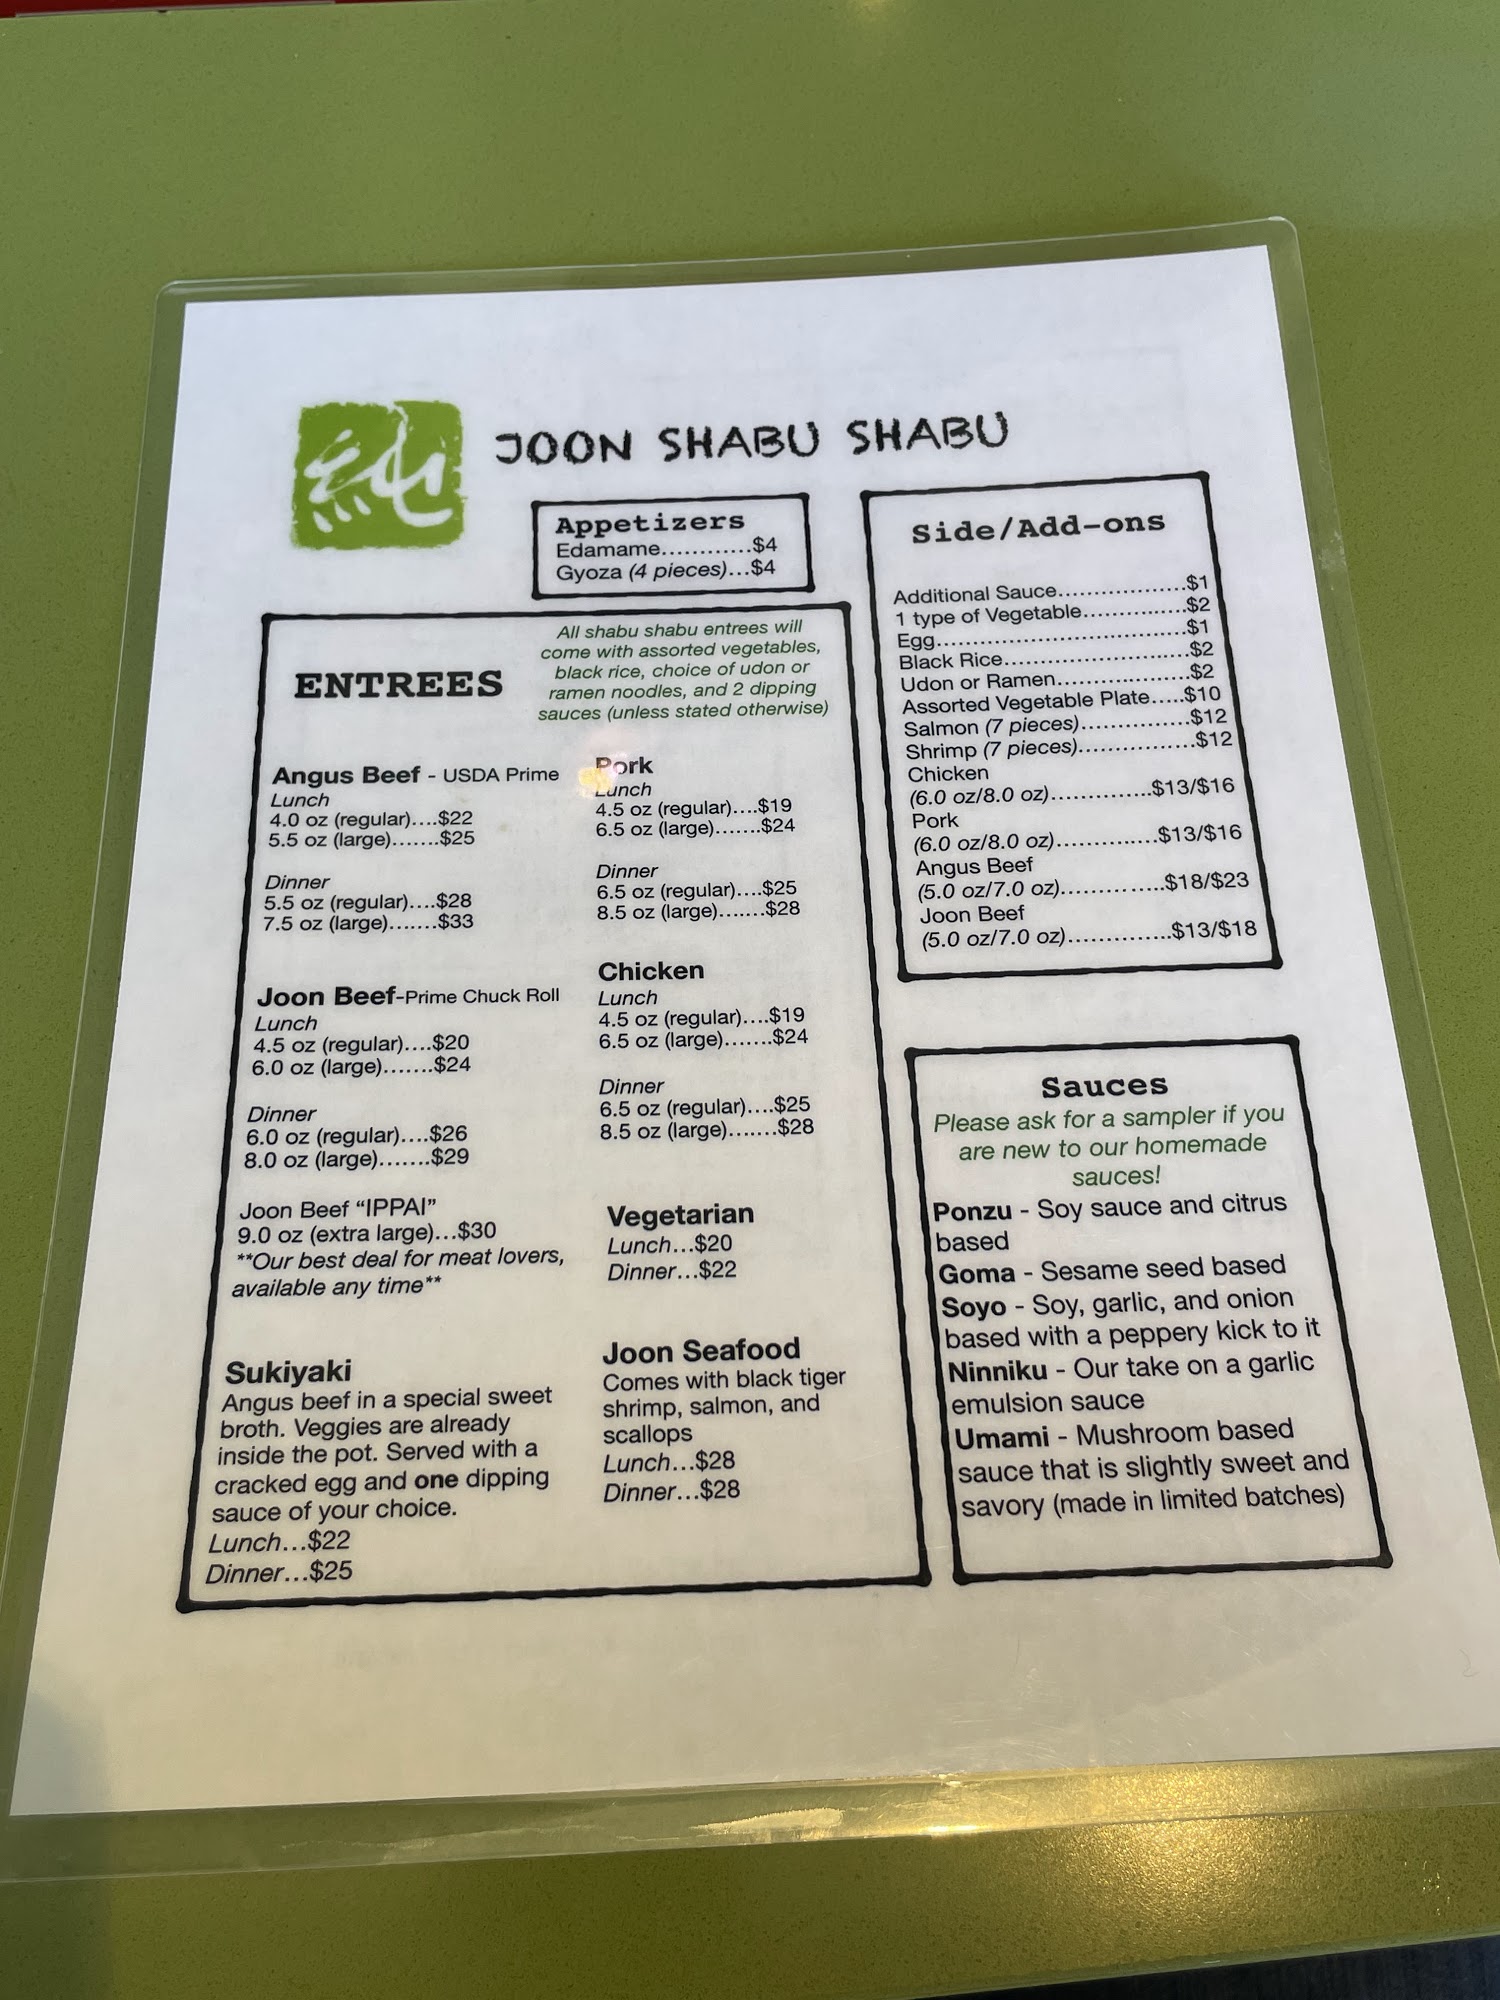 純
JOON SHABU SHABU
Appetizers
Edamame............$4
Gyoza (4 pieces)...$4
ENTREES
All shabu shabu entrees will
come with assorted vegetables,
black rice, choice of udon or
ramen noodles, and 2 dipping
sauces (unless stated otherwise)
Angus Beef - USDA Prime
Lunch
4.0 oz (regular)....$22
5.5 oz (large).......$25
Dinner
5.5 oz (regular)....$28
7.5 oz (large).......$33
Joon Beef-Prime Chuck Roll
Lunch
4.5 oz (regular)....$20
6.0 oz (large).......$24
Dinner
6.0 oz (regular)....$26
8.0 oz (large).......$29
Joon Beef “IPPAI”
9.0 oz (extra large)...$30
**Our best deal for meat lovers,
available any time**
Sukiyaki
Angus beef in a special sweet
broth. Veggies are already
inside the pot. Served with a
cracked egg and one dipping
sauce of your choice.
Lunch...$22
Dinner...$25
Pork
Lunch
4.5 oz (regular)....$19
6.5 oz (large).......$24
Dinner
6.5 oz (regular)....$25
8.5 oz (large).......$28
Chicken
Lunch
4.5 oz (regular)....$19
6.5 oz (large).......$24
Dinner
6.5 oz (regular)....$25
8.5 oz (large).......$28
Vegetarian
Lunch...$20
Dinner...$22
Joon Seafood
Comes with black tiger
shrimp, salmon, and
scallops
Lunch...$28
Dinner...$28
Side/Add-ons
Additional Sauce...................$1
1 type of Vegetable...............$2
Egg.....................................$1
Black Rice............................$2
Udon or Ramen....................$2
Assorted Vegetable Plate.....$10
Salmon (7 pieces)................$12
Shrimp (7 pieces).................$12
Chicken
(6.0 oz/8.0 oz)...............$13/$16
Pork
(6.0 oz/8.0 oz)...............$13/$16
Angus Beef
(5.0 oz/7.0 oz)...............$18/$23
Joon Beef
(5.0 oz/7.0 oz)...............$13/$18
Sauces
Please ask for a sampler if you
are new to our homemade
sauces!
Ponzu - Soy sauce and citrus
based
Goma - Sesame seed based
Soyo - Soy, garlic, and onion
based with a peppery kick to it
Ninniku - Our take on a garlic
emulsion sauce
Umami - Mushroom based
sauce that is slightly sweet and
savory (made in limited batches)